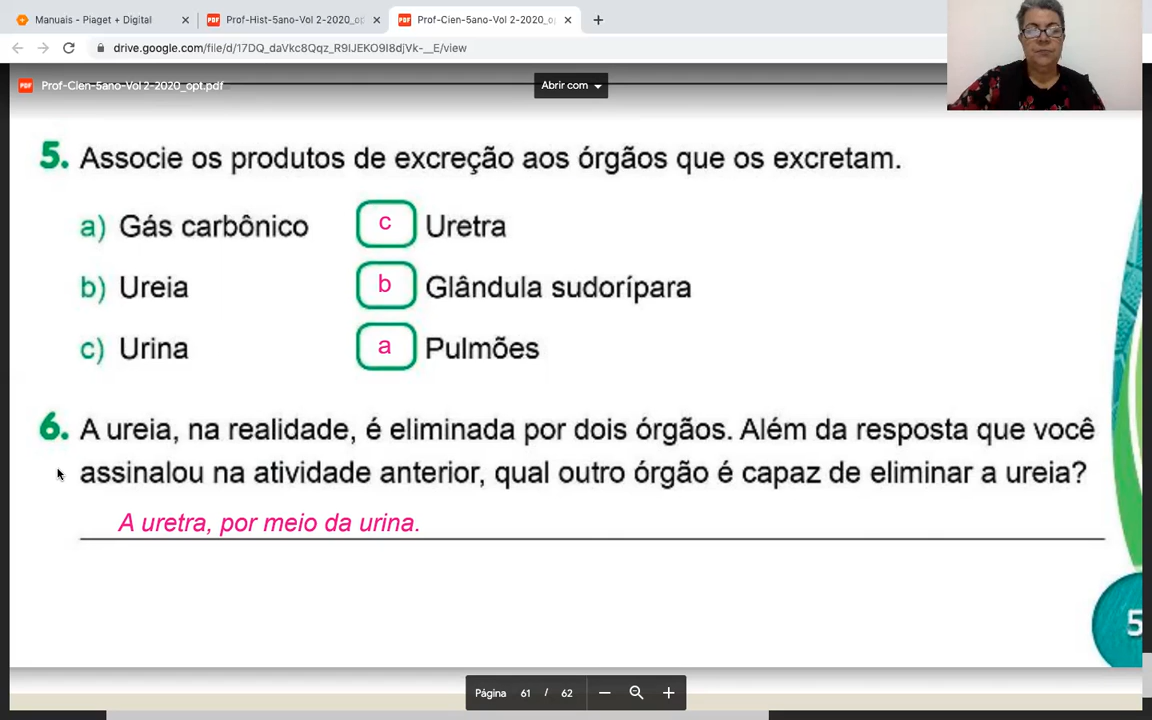 Manuais - Piaget + Digital
Prof-Hist-5ano-Vol 2-2020_op
Prof-Cien-5ano-Vol 2-2020_o
drive.google.com/file/d/17DQ_daVkc8Qqz_R9IJEKO9I8djVk-__E/view
PDF Prof-Cien-5ano-Vol 2-2020_opt.pdf
Abrir com
5. Associe os produtos de excreção aos órgãos que os excretam.
a) Gás carbônico c Uretra
b) Ureia b Glândula sudorípara
c) Urina a Pulmões
6. A ureia, na realidade, é eliminada por dois órgãos. Além da resposta que você
assinalou na atividade anterior, qual outro órgão é capaz de eliminar a ureia?
A uretra, por meio da urina.
5
Página 61 / 62